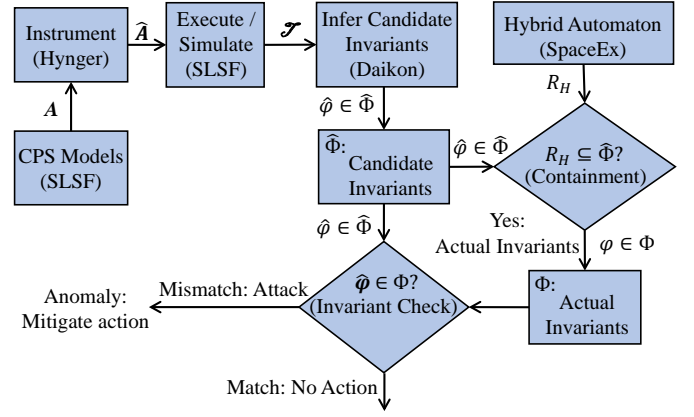 Instrument
(Hynger)
Â
Execute /
Simulate
(SLSF)
𝒯
Infer Candidate
Invariants
(Daikon)
Hybrid Automaton
(SpaceEx)
A
R_H
φ̂ ∈ Φ̂
CPS Models
(SLSF)
Φ̂:
Candidate
Invariants
φ̂ ∈ Φ̂
R_H ⊆ Φ̂?
(Containment)
φ̂ ∈ Φ̂
Yes:
Actual Invariants
φ ∈ Φ
Φ:
Actual
Invariants
φ̂ ∈ Φ?
(Invariant Check)
Mismatch: Attack
Anomaly:
Mitigate action
Match: No Action